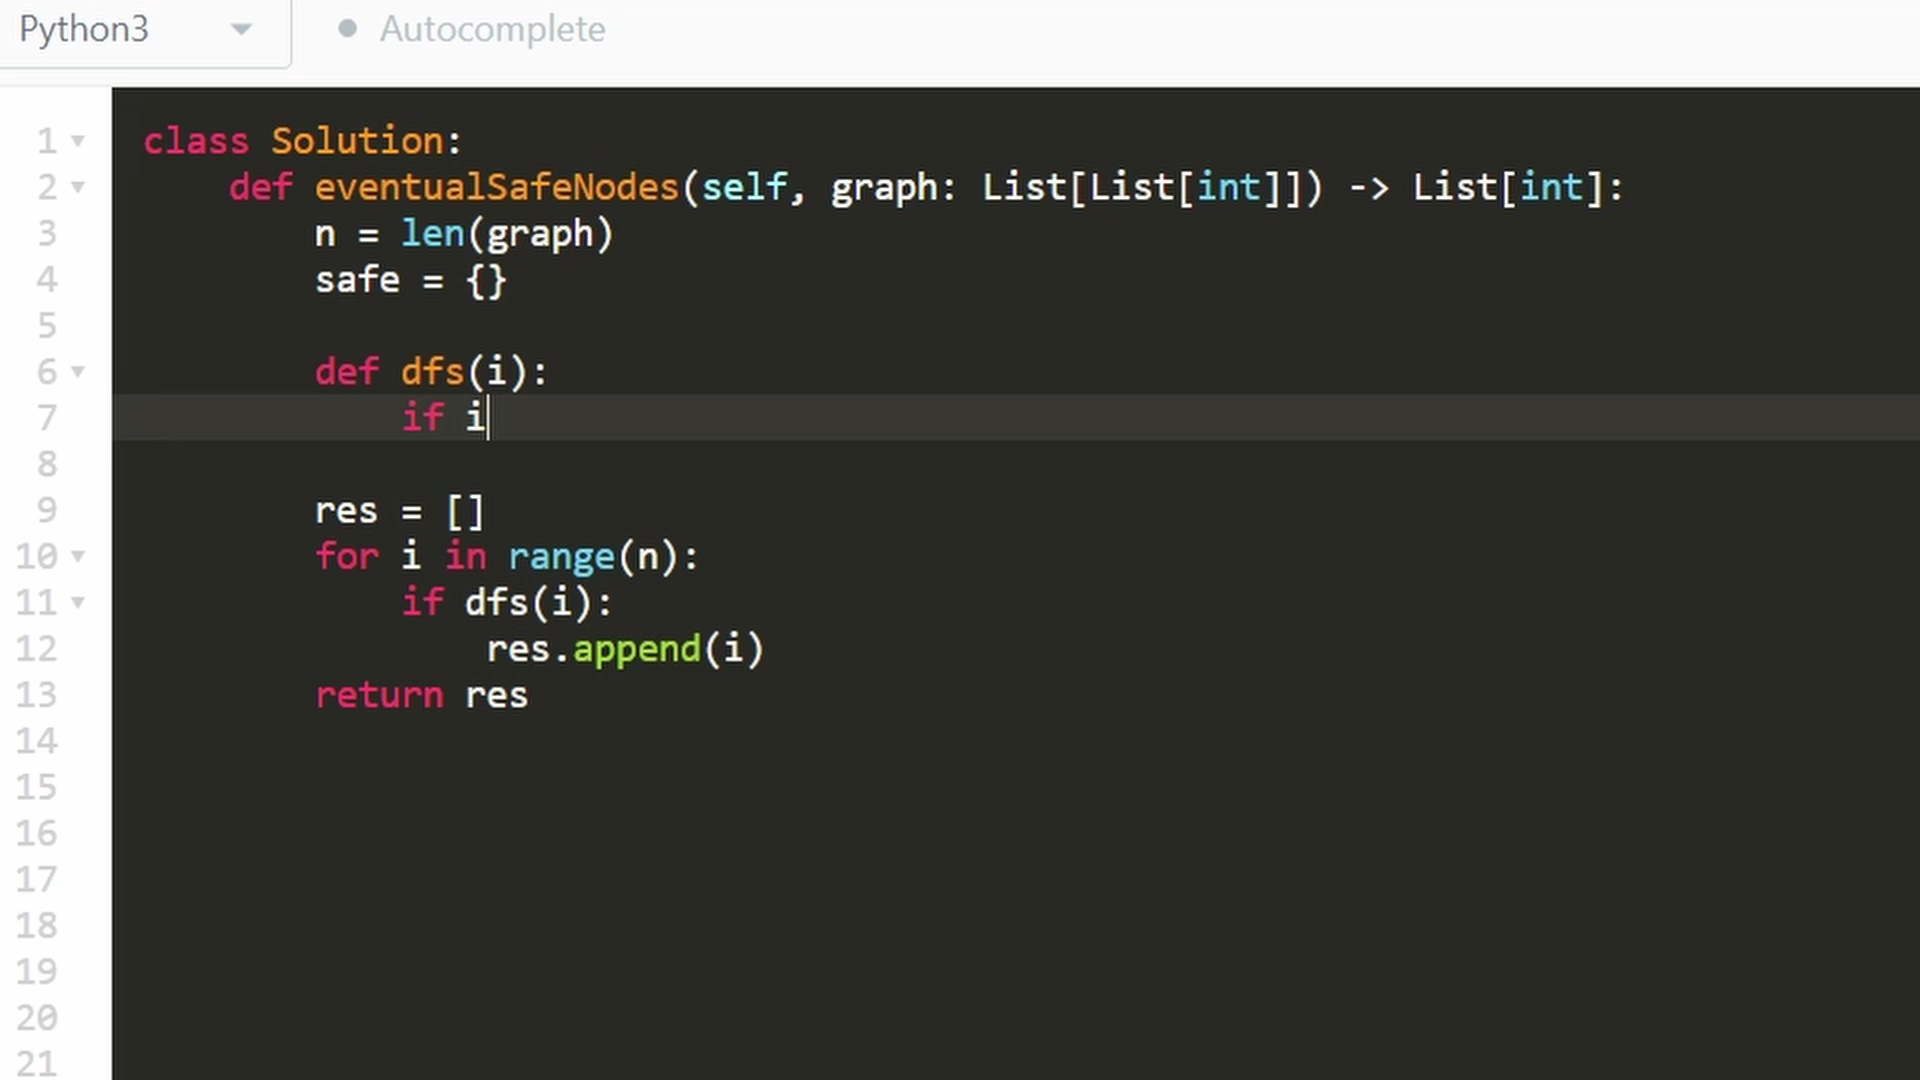 Python3 Autocomplete
1 class Solution:
2 def eventualSafeNodes(self, graph: List[List[int]]) -> List[int]:
3 n = len(graph)
4 safe = {}
5
6 def dfs(i):
7 if i
8
9 res = []
10 for i in range(n):
11 if dfs(i):
12 res.append(i)
13 return res
14
15
16
17
18
19
20
21